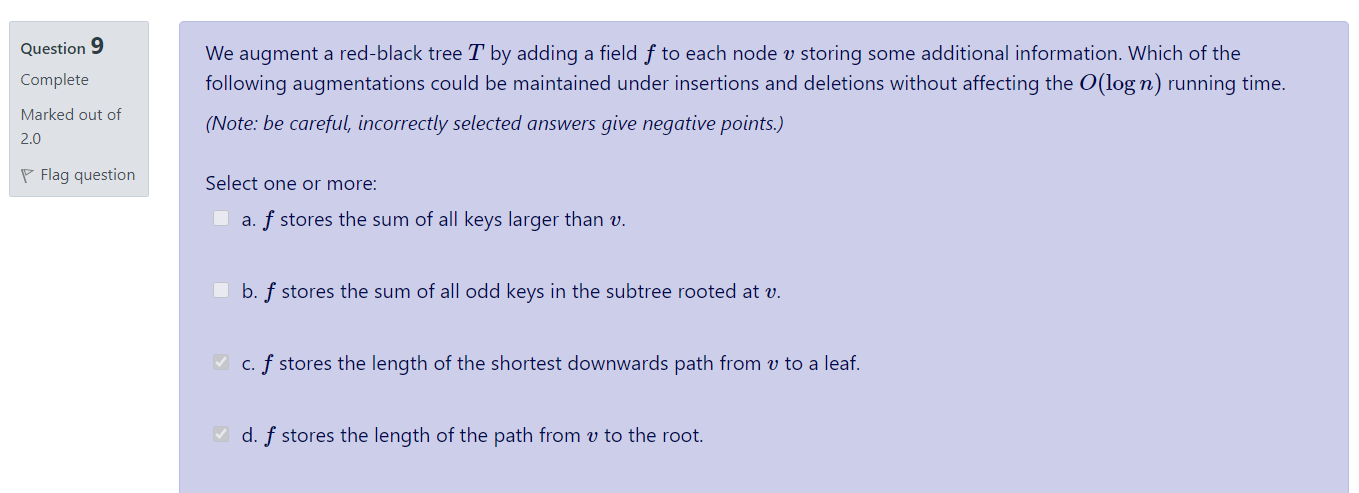 Question 9
Complete
Marked out of
2.0
Flag question
We augment a red-black tree T by adding a field f to each node v storing some additional information. Which of the
following augmentations could be maintained under insertions and deletions without affecting the O(log n) running time.
(Note: be careful, incorrectly selected answers give negative points.)
Select one or more:
a. f stores the sum of all keys larger than v.
b. f stores the sum of all odd keys in the subtree rooted at v.
c. f stores the length of the shortest downwards path from v to a leaf.
d. f stores the length of the path from v to the root.